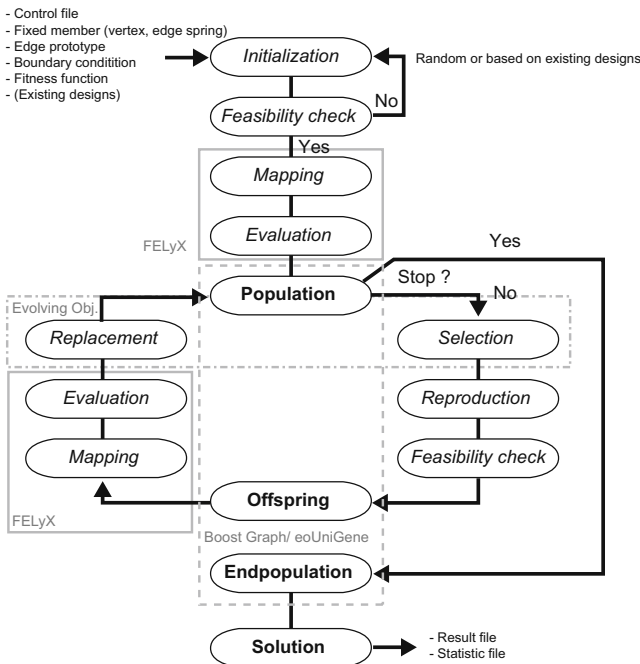 - Control file
- Fixed member (vertex, edge spring)
- Edge prototype
- Boundary conditition
- Fitness function
- (Existing designs)
Initialization
Random or based on existing designs
No
Feasibility check
Yes
Mapping
Evaluation
FELyX
Yes
Population
Stop ?
No
Evolving Obj.
Replacement
Selection
Evaluation
Reproduction
Mapping
Feasibility check
Offspring
FELyX
Boost Graph/ eoUniGene
Endpopulation
Solution
- Result file
- Statistic file